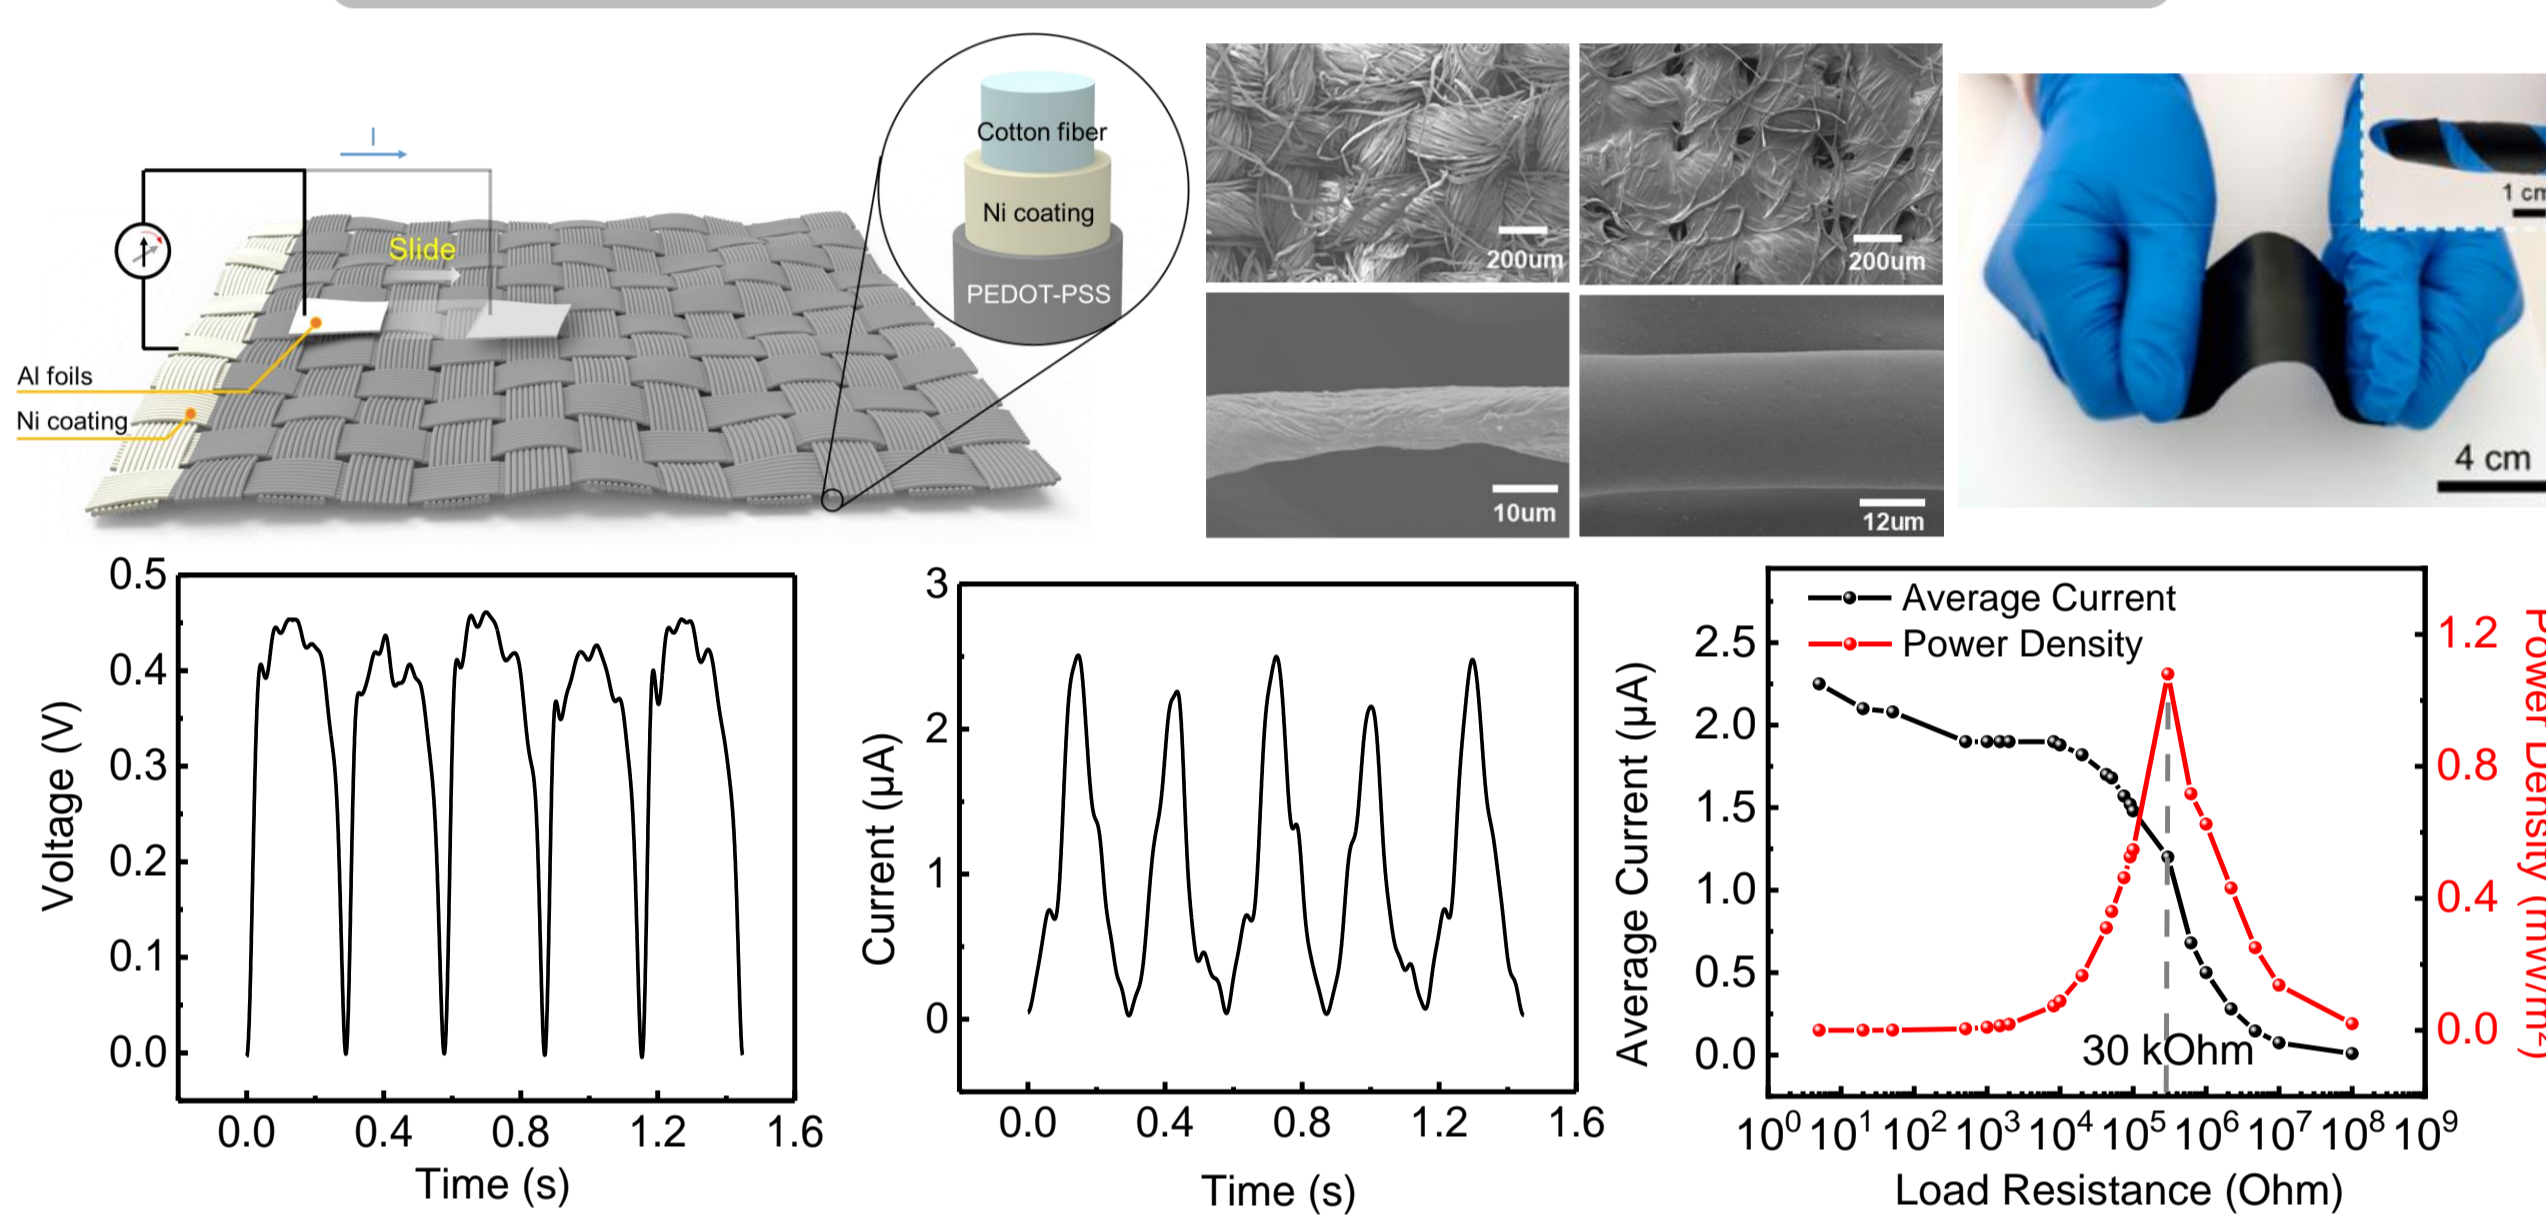 I
Slide
Al foils
Ni coating
Cotton fiber
Ni coating
PEDOT-PSS
200um
200um
10um
12um
1 cm
4 cm
0.5
0.4
0.3
0.2
0.1
0.0
Voltage (V)
0.0 0.4 0.8 1.2 1.6
Time (s)
3
2
1
0
Current (µA)
0.0 0.4 0.8 1.2 1.6
Time (s)
Average Current
Power Density
2.5
2.0
1.5
1.0
0.5
0.0
Average Current (µA)
1.2
0.8
0.4
0.0
Power Density (mW/m²)
30 kOhm
10⁰ 10¹ 10² 10³ 10⁴ 10⁵ 10⁶ 10⁷ 10⁸ 10⁹
Load Resistance (Ohm)